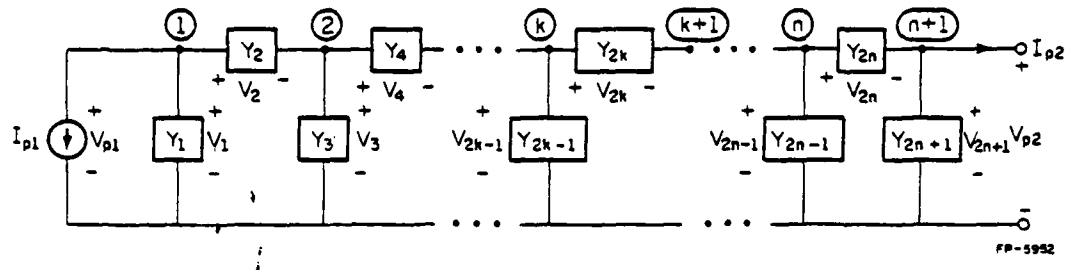 1 2 k k+1 n n+1
Y2 Y4 Y2k Y2n Ip2
+ V2 - + V4 - + V2k - + V2n - +
Ip1 + Vp1 - Y1 + V1 - Y3 + V3 - + V2k-1 - Y2k-1 + V2n-1 - Y2n-1 Y2n+1 + V2n+1 - Vp2
-
FP-5952